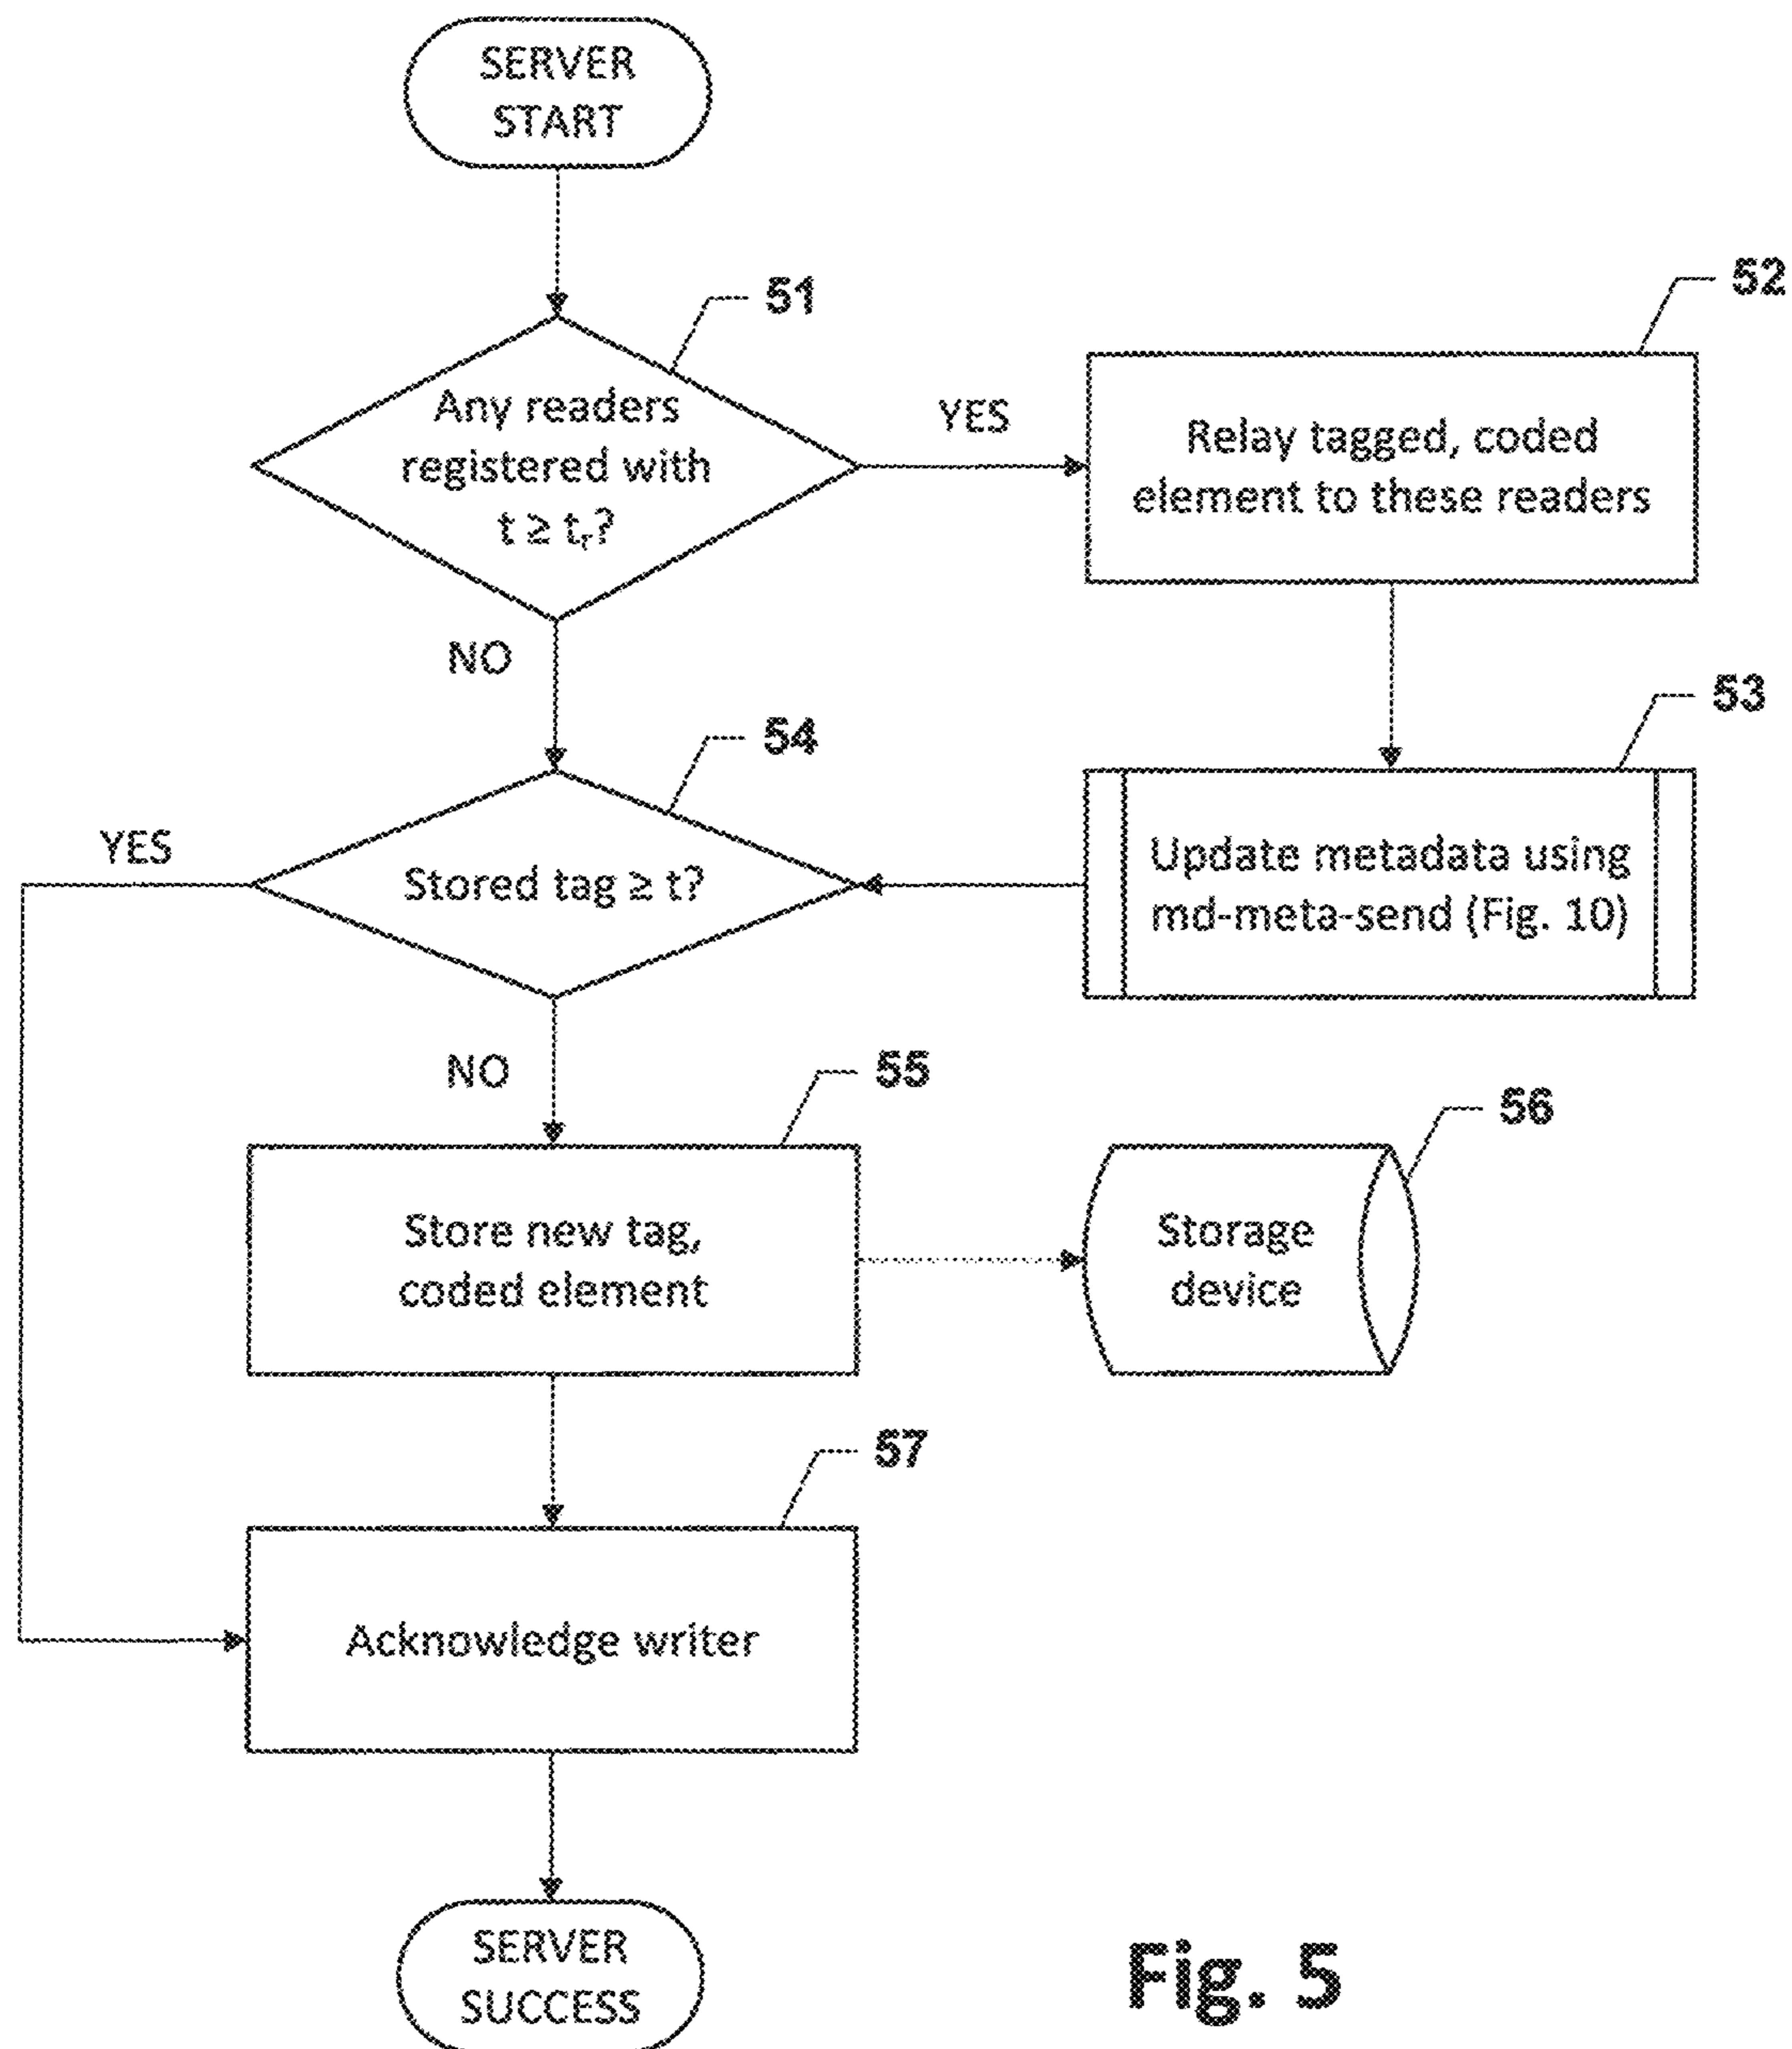 SERVER
START
51
Any readers
registered with
t ≥ tᵣ?
YES
52
Relay tagged, coded
element to these readers
NO
53
Update metadata using
md-meta-send (Fig. 10)
54
Stored tag ≥ t?
YES
NO
55
Store new tag,
coded element
56
Storage
device
57
Acknowledge writer
SERVER
SUCCESS
Fig. 5